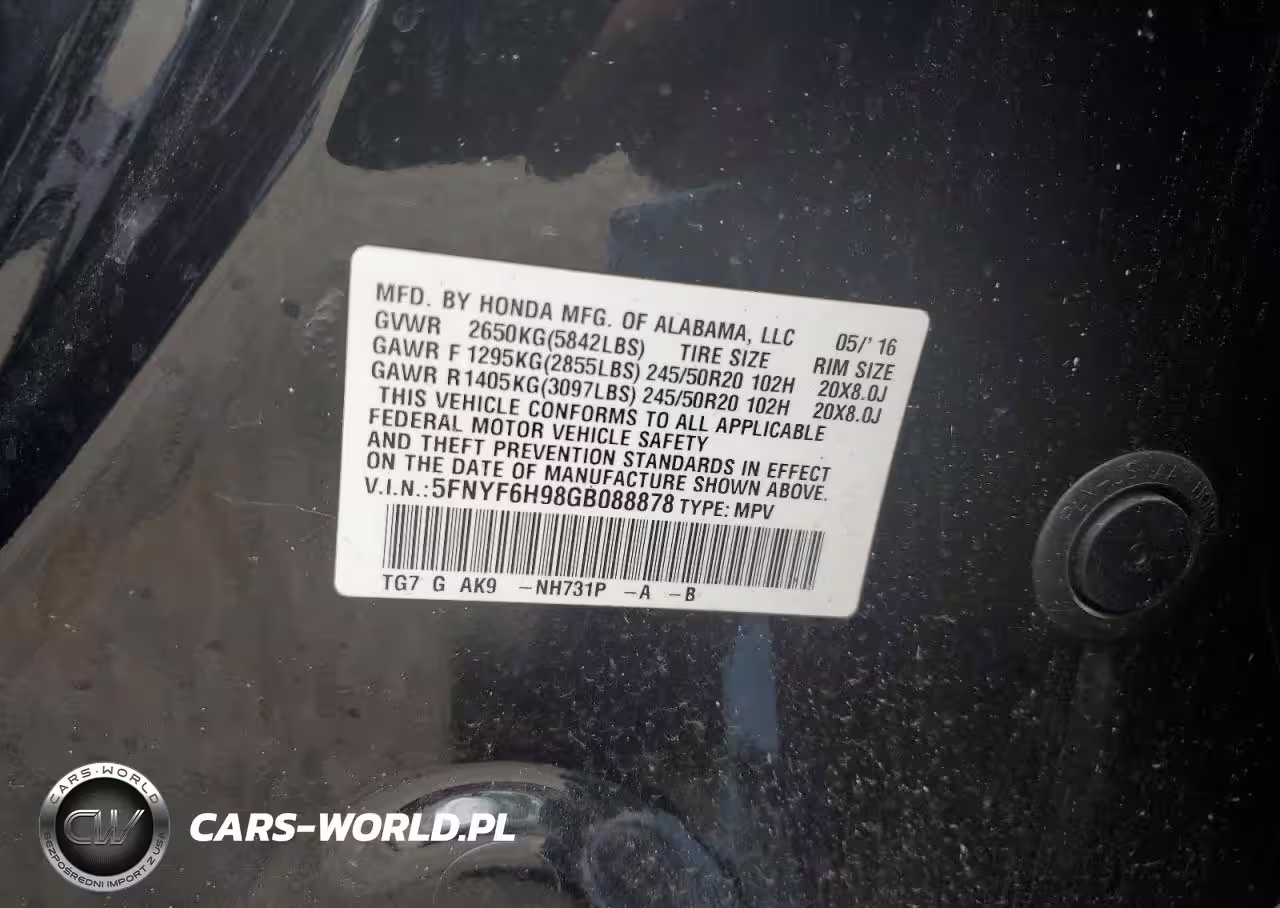 MFD. BY HONDA MFG. OF ALABAMA, LLC 05/' 16
GVWR 2650KG(5842LBS) TIRE SIZE RIM SIZE
GAWR F 1295KG(2855LBS) 245/50R20 102H 20X8.0J
GAWR R1405KG(3097LBS) 245/50R20 102H 20X8.0J
THIS VEHICLE CONFORMS TO ALL APPLICABLE
FEDERAL MOTOR VEHICLE SAFETY
AND THEFT PREVENTION STANDARDS IN EFFECT
ON THE DATE OF MANUFACTURE SHOWN ABOVE.
V.I.N.:5FNYF6H98GB088878 TYPE: MPV
TG7 G AK9 -NH731P -A -B
CARS-WORLD
CW
BEZPOŚREDNI IMPORT Z USA
CARS-WORLD.PL